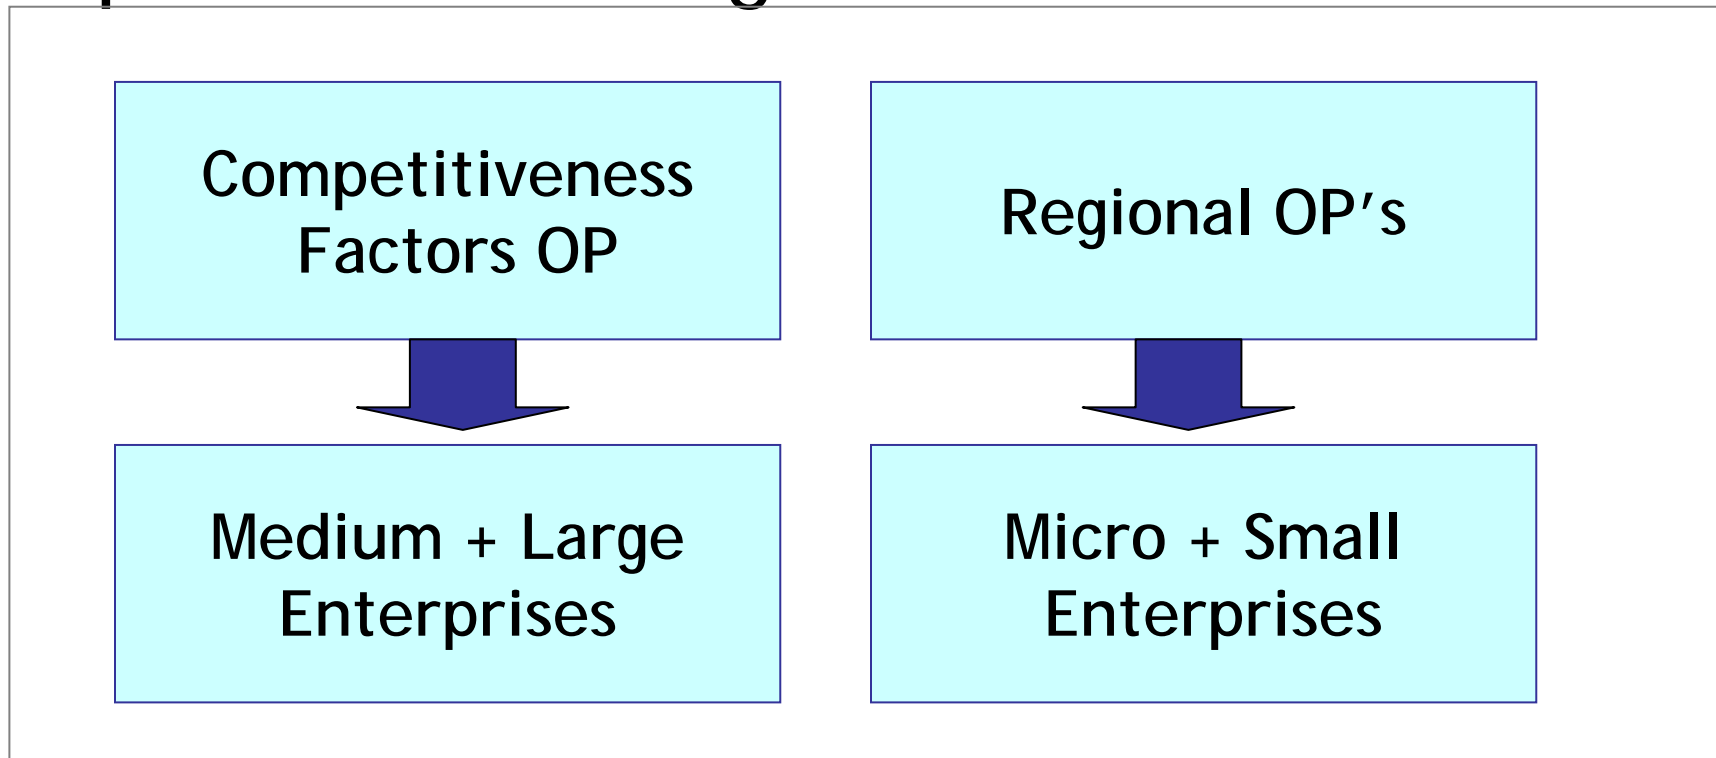 Competitiveness
Factors OP
Regional OP's
Medium + Large
Enterprises
Micro + Small
Enterprises